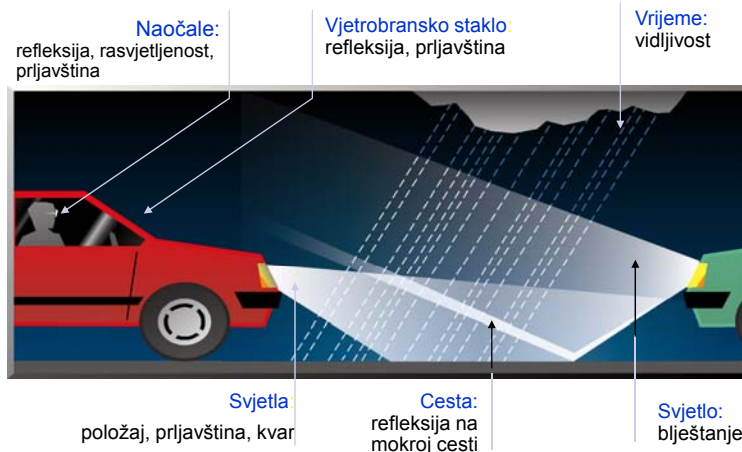 Naočale:
refleksija, rasvjetljenost,
prljavština
Vjetrobransko staklo:
refleksija, prljavština
Vrijeme:
vidljivost
Svjetla:
položaj, prljavština, kvar
Cesta:
refleksija na
mokroj cesti
Svjetlo:
blještanje